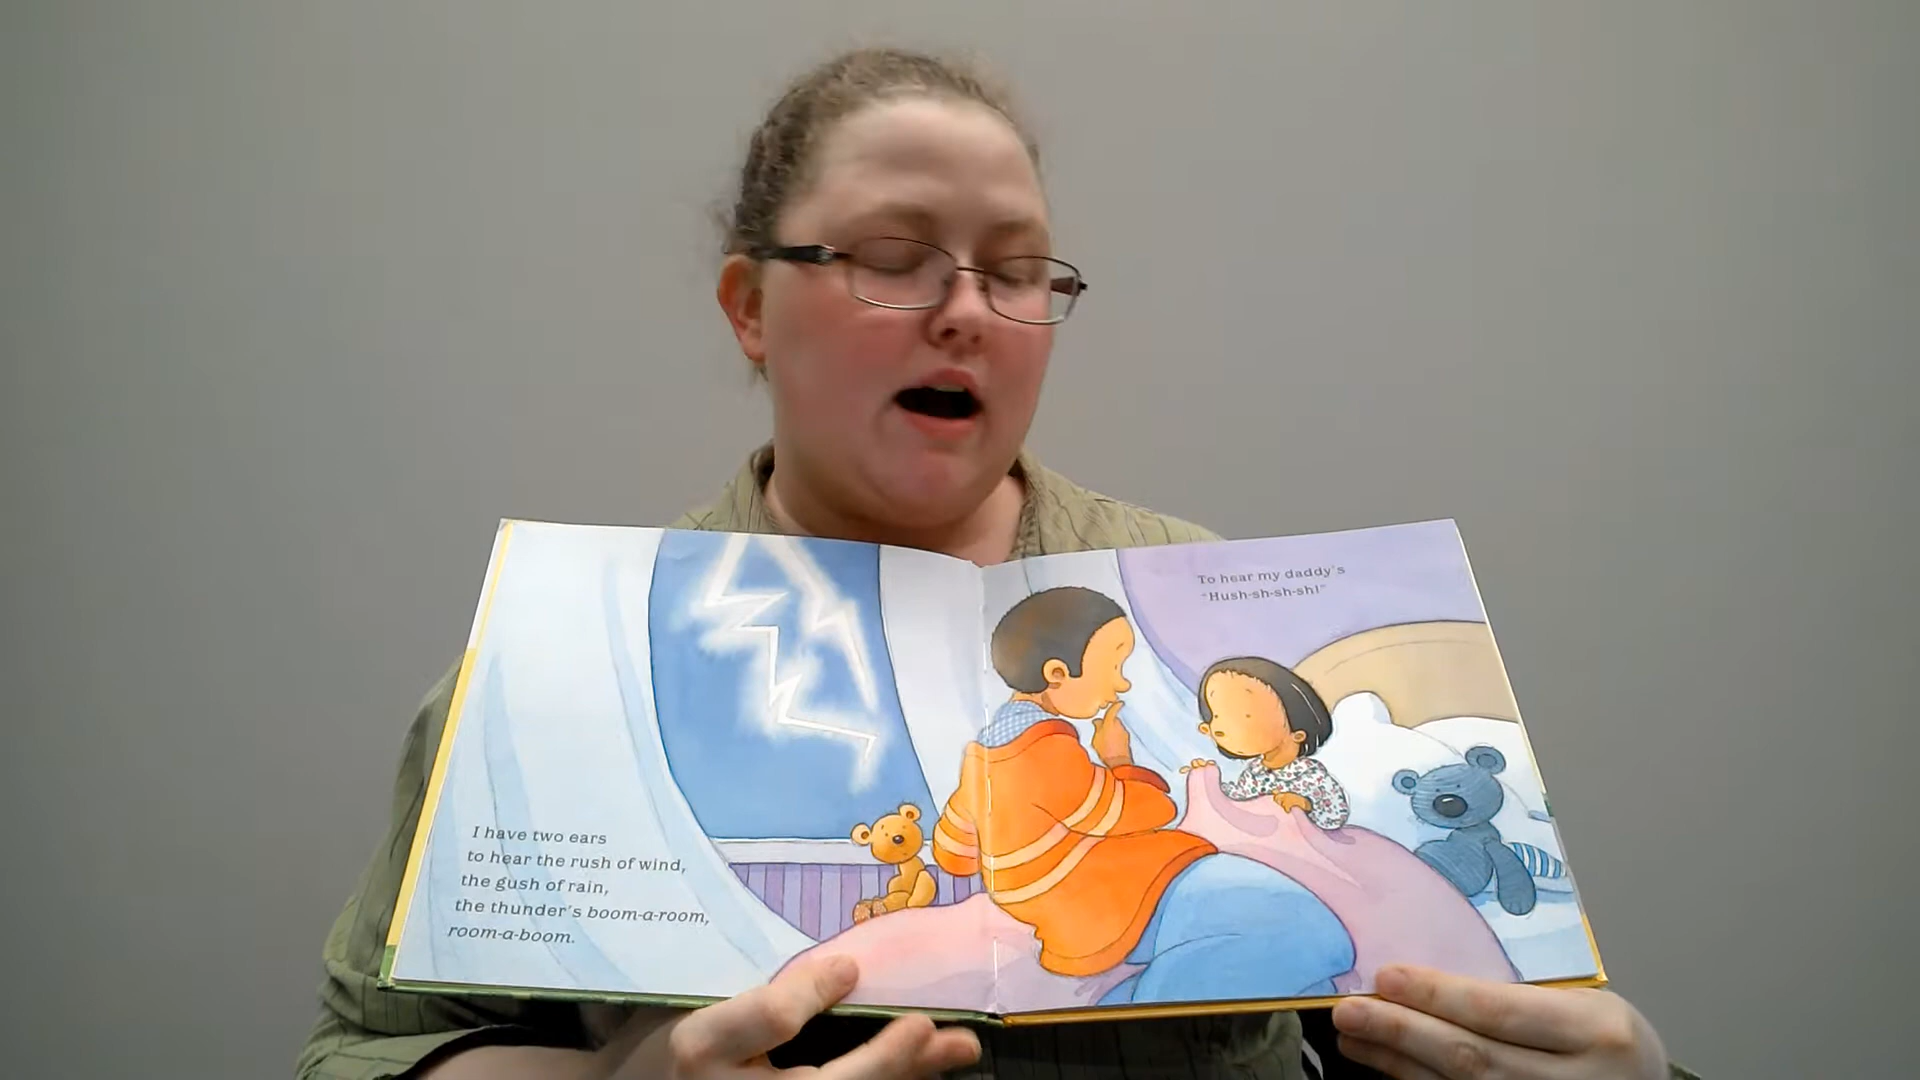 I have two ears
to hear the rush of wind,
the gush of rain,
the thunder's boom-a-room,
room-a-boom.
To hear my daddy's
"Hush-sh-sh-sh!"